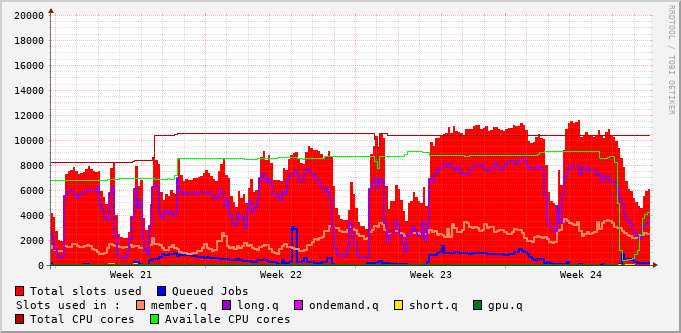 RRDTOOL / TOBI OETIKER
20000
18000
16000
14000
12000
10000
8000
6000
4000
2000
0
Week 21 Week 22 Week 23 Week 24
Total slots used Queued Jobs
Slots used in : member.q long.q ondemand.q short.q gpu.q
Total CPU cores Availale CPU cores